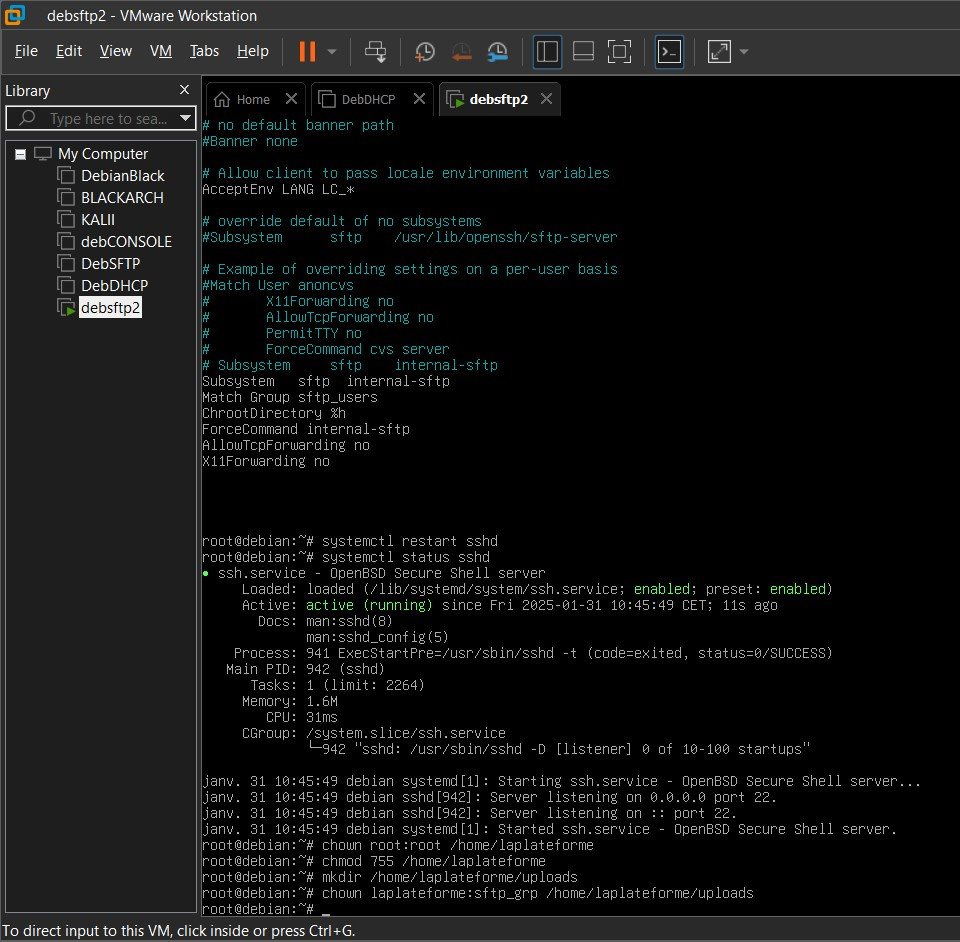 debsftp2 - VMware Workstation
File Edit View VM Tabs Help
Library
Type here to sea...
My Computer
DebianBlack
BLACKARCH
KALII
debCONSOLE
DebSFTP
DebDHCP
debsftp2
Home DebDHCP debsftp2
# no default banner path
#Banner none
# Allow client to pass locale environment variables
AcceptEnv LANG LC_*
# override default of no subsystems
#Subsystem sftp /usr/lib/openssh/sftp-server
# Example of overriding settings on a per-user basis
#Match User anoncvs
# X11Forwarding no
# AllowTcpForwarding no
# PermitTTY no
# ForceCommand cvs server
# Subsystem sftp internal-sftp
Subsystem sftp internal-sftp
Match Group sftp_users
ChrootDirectory %h
ForceCommand internal-sftp
AllowTcpForwarding no
X11Forwarding no
root@debian:~# systemctl restart sshd
root@debian:~# systemctl status sshd
● ssh.service - OpenBSD Secure Shell server
Loaded: loaded (/lib/systemd/system/ssh.service; enabled; preset: enabled)
Active: active (running) since Fri 2025-01-31 10:45:49 CET; 11s ago
Docs: man:sshd(8)
man:sshd_config(5)
Process: 941 ExecStartPre=/usr/sbin/sshd -t (code=exited, status=0/SUCCESS)
Main PID: 942 (sshd)
Tasks: 1 (limit: 2264)
Memory: 1.6M
CPU: 31ms
CGroup: /system.slice/ssh.service
└─942 "sshd: /usr/sbin/sshd -D [listener] 0 of 10-100 startups"
janv. 31 10:45:49 debian systemd[1]: Starting ssh.service - OpenBSD Secure Shell server...
janv. 31 10:45:49 debian sshd[942]: Server listening on 0.0.0.0 port 22.
janv. 31 10:45:49 debian sshd[942]: Server listening on :: port 22.
janv. 31 10:45:49 debian systemd[1]: Started ssh.service - OpenBSD Secure Shell server.
root@debian:~# chown root:root /home/laplateforme
root@debian:~# chmod 755 /home/laplateforme
root@debian:~# mkdir /home/laplateforme/uploads
root@debian:~# chown laplateforme:sftp_grp /home/laplateforme/uploads
root@debian:~# _
To direct input to this VM, click inside or press Ctrl+G.